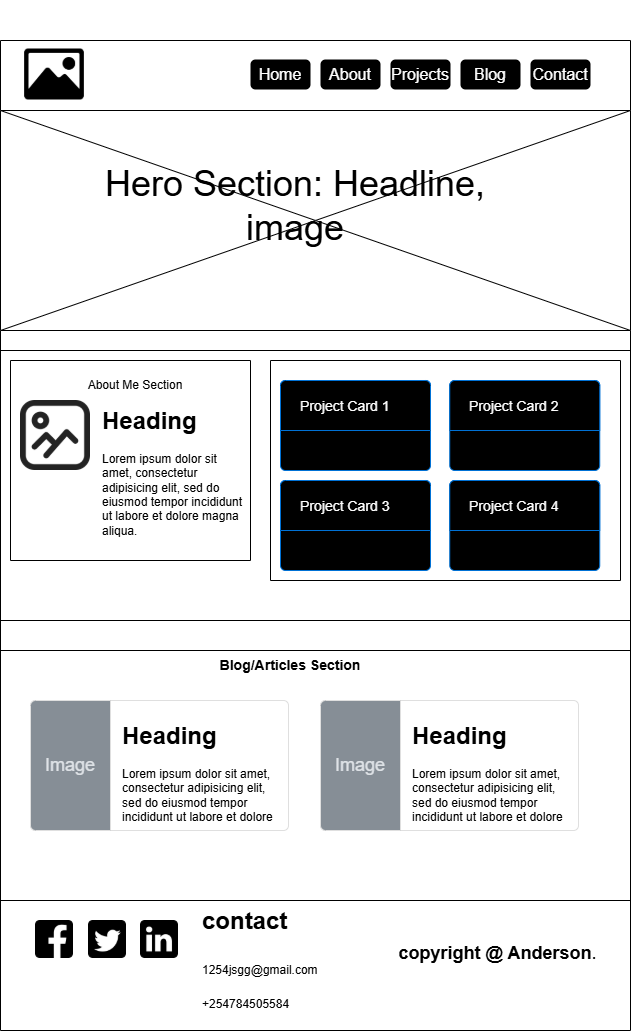 Home About Projects Blog Contact
Hero Section: Headline,
image
About Me Section
Heading
Lorem ipsum dolor sit
amet, consectetur
adipisicing elit, sed do
eiusmod tempor incididunt
ut labore et dolore magna
aliqua.
Project Card 1
Project Card 2
Project Card 3
Project Card 4
Blog/Articles Section
Image
Heading
Lorem ipsum dolor sit amet,
consectetur adipisicing elit,
sed do eiusmod tempor
incididunt ut labore et dolore
Image
Heading
Lorem ipsum dolor sit amet,
consectetur adipisicing elit,
sed do eiusmod tempor
incididunt ut labore et dolore
f
in
contact
1254jsgg@gmail.com
+254784505584
copyright @ Anderson.